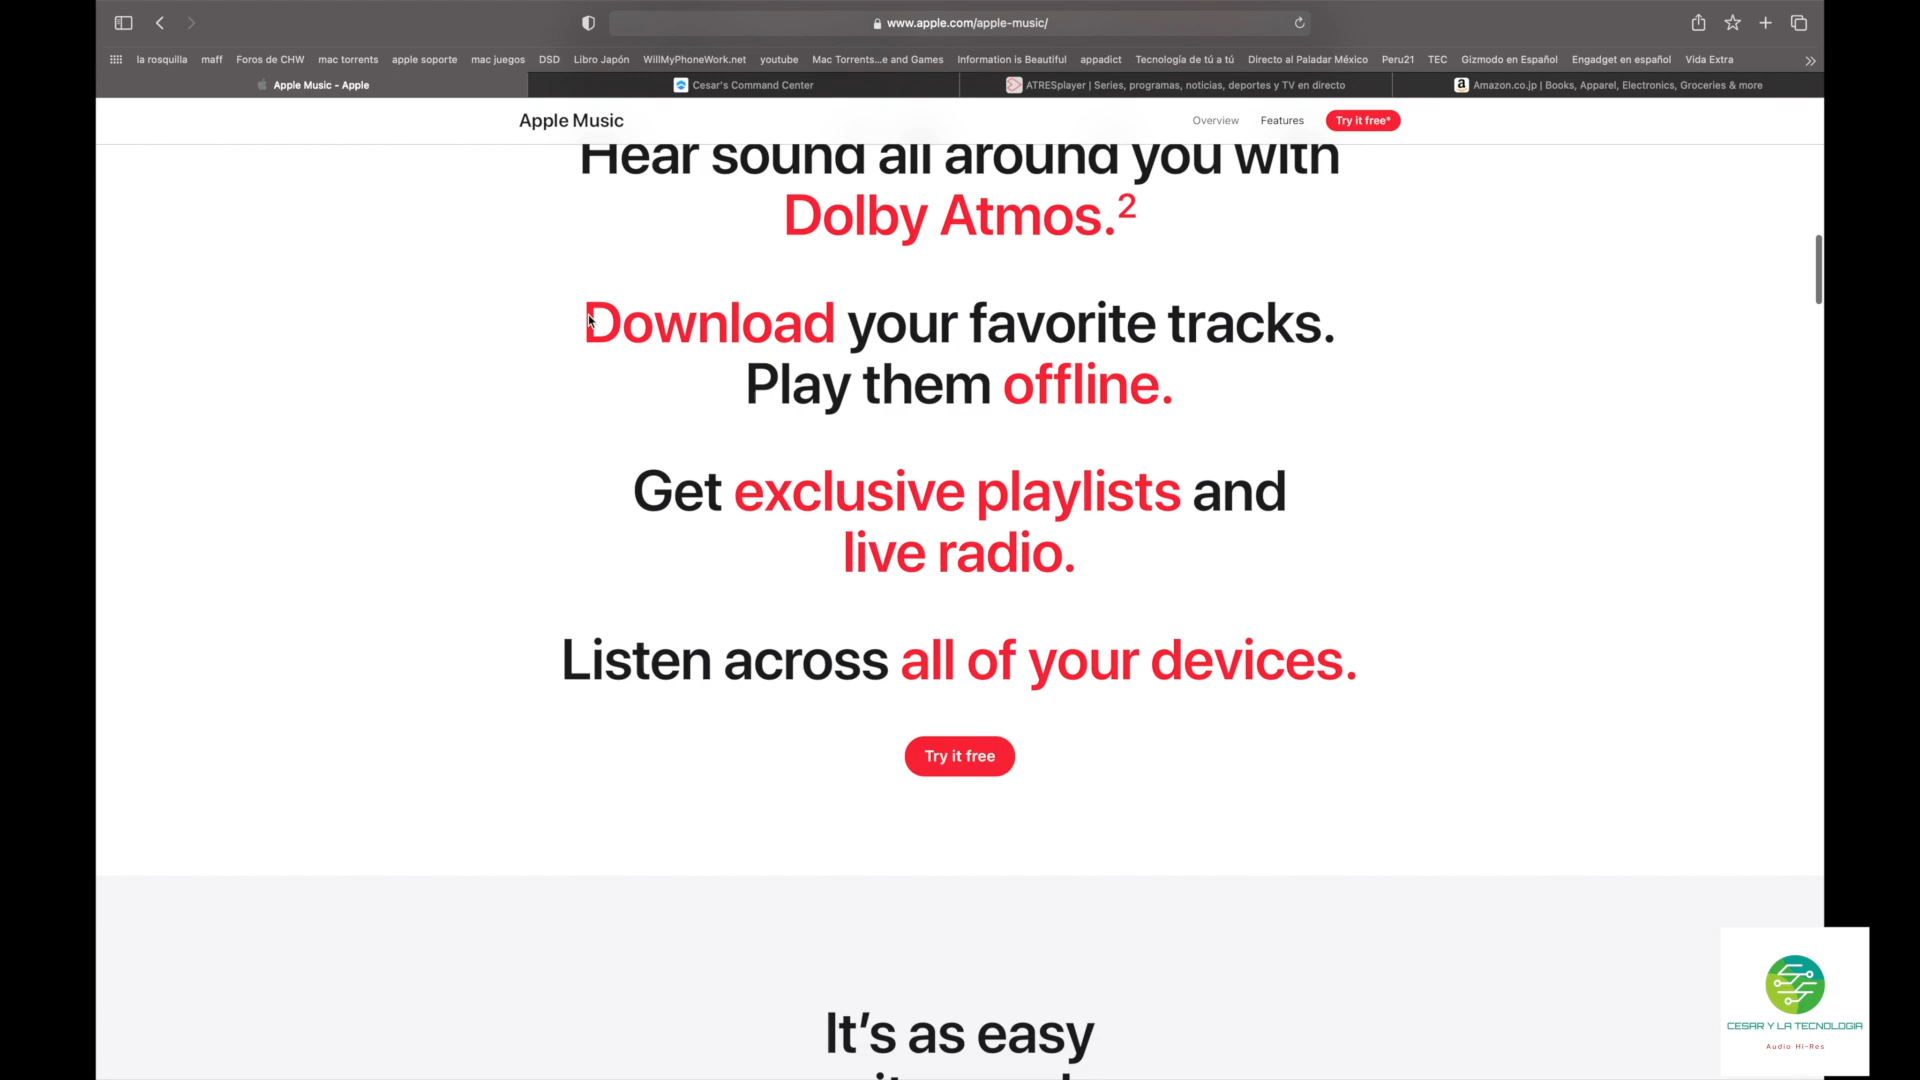 www.apple.com/apple-music/
la rosquilla maff Foros de CHW mac torrents apple soporte mac juegos DSD Libro Japón WillMyPhoneWork.net youtube Mac Torrents...e and Games Information is Beautiful appadict Tecnología de tú a tú Directo al Paladar México Peru21 TEC Gizmodo en Español Engadget en español Vida Extra
Apple Music - Apple Cesar's Command Center ATRESplayer | Series, programas, noticias, deportes y TV en directo Amazon.co.jp | Books, Apparel, Electronics, Groceries & more
Apple Music Overview Features Try it free*
Hear sound all around you with
Dolby Atmos.²
Download your favorite tracks.
Play them offline.
Get exclusive playlists and
live radio.
Listen across all of your devices.
Try it free
It's as easy
CESAR Y LA TECNOLOGIA
Audio Hi-Res